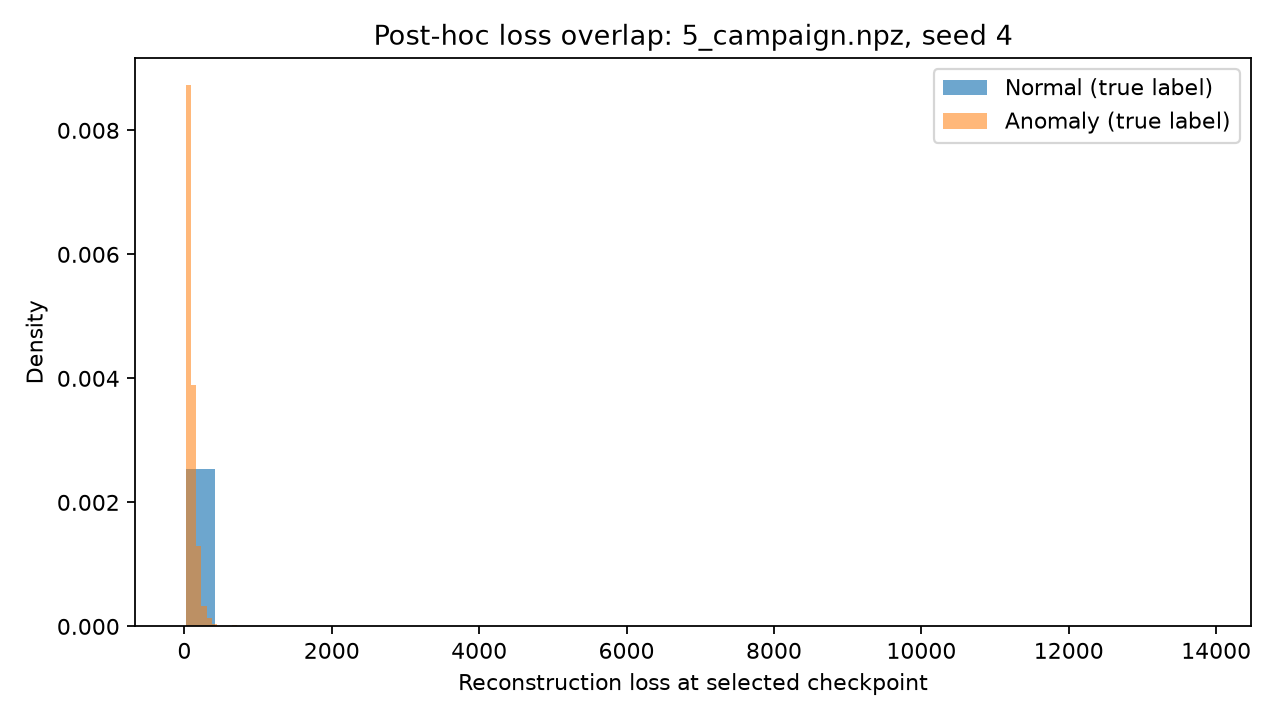 Post-hoc loss overlap: 5_campaign.npz, seed 4
Normal (true label)
Anomaly (true label)
Density
0.008
0.006
0.004
0.002
0.000
0
2000
4000
6000
8000
10000
12000
14000
Reconstruction loss at selected checkpoint